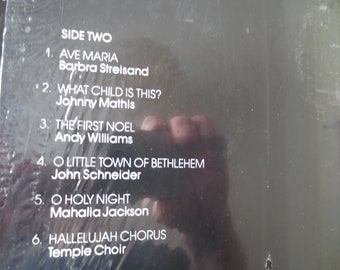 SIDE TWO
1. AVE MARIA
Barbra Streisand
2. WHAT CHILD IS THIS?
Johnny Mathis
3. THE FIRST NOEL
Andy Williams
4. O LITTLE TOWN OF BETHLEHEM
John Schneider
5. O HOLY NIGHT
Mahalia Jackson
6. HALLELUJAH CHORUS
Temple Choir